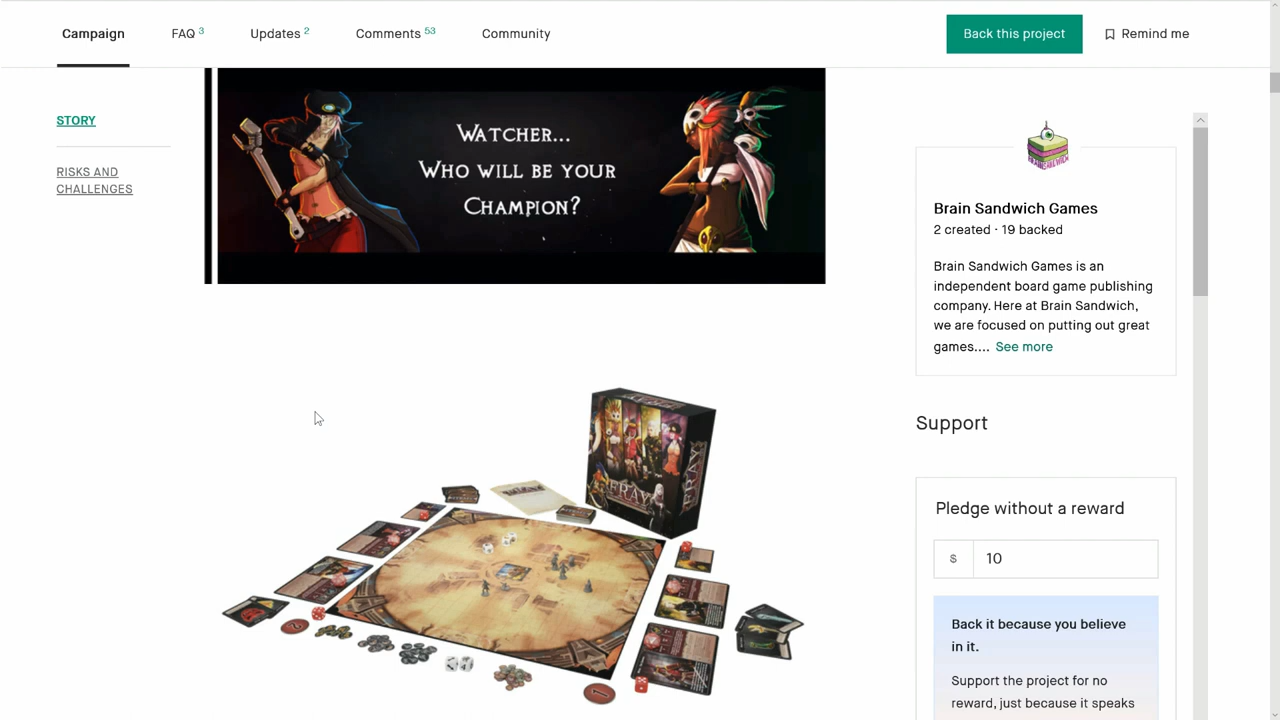 Campaign
FAQ 3
Updates 2
Comments 53
Community
Back this project
Remind me
STORY
RISKS AND
CHALLENGES
WATCHER...
WHO WILL BE YOUR
CHAMPION?
Brain Sandwich Games
2 created · 19 backed
Brain Sandwich Games is an
independent board game publishing
company. Here at Brain Sandwich,
we are focused on putting out great
games.... See more
FRAY
FRAY
Support
Pledge without a reward
$ 10
Back it because you believe
in it.
Support the project for no
reward, just because it speaks